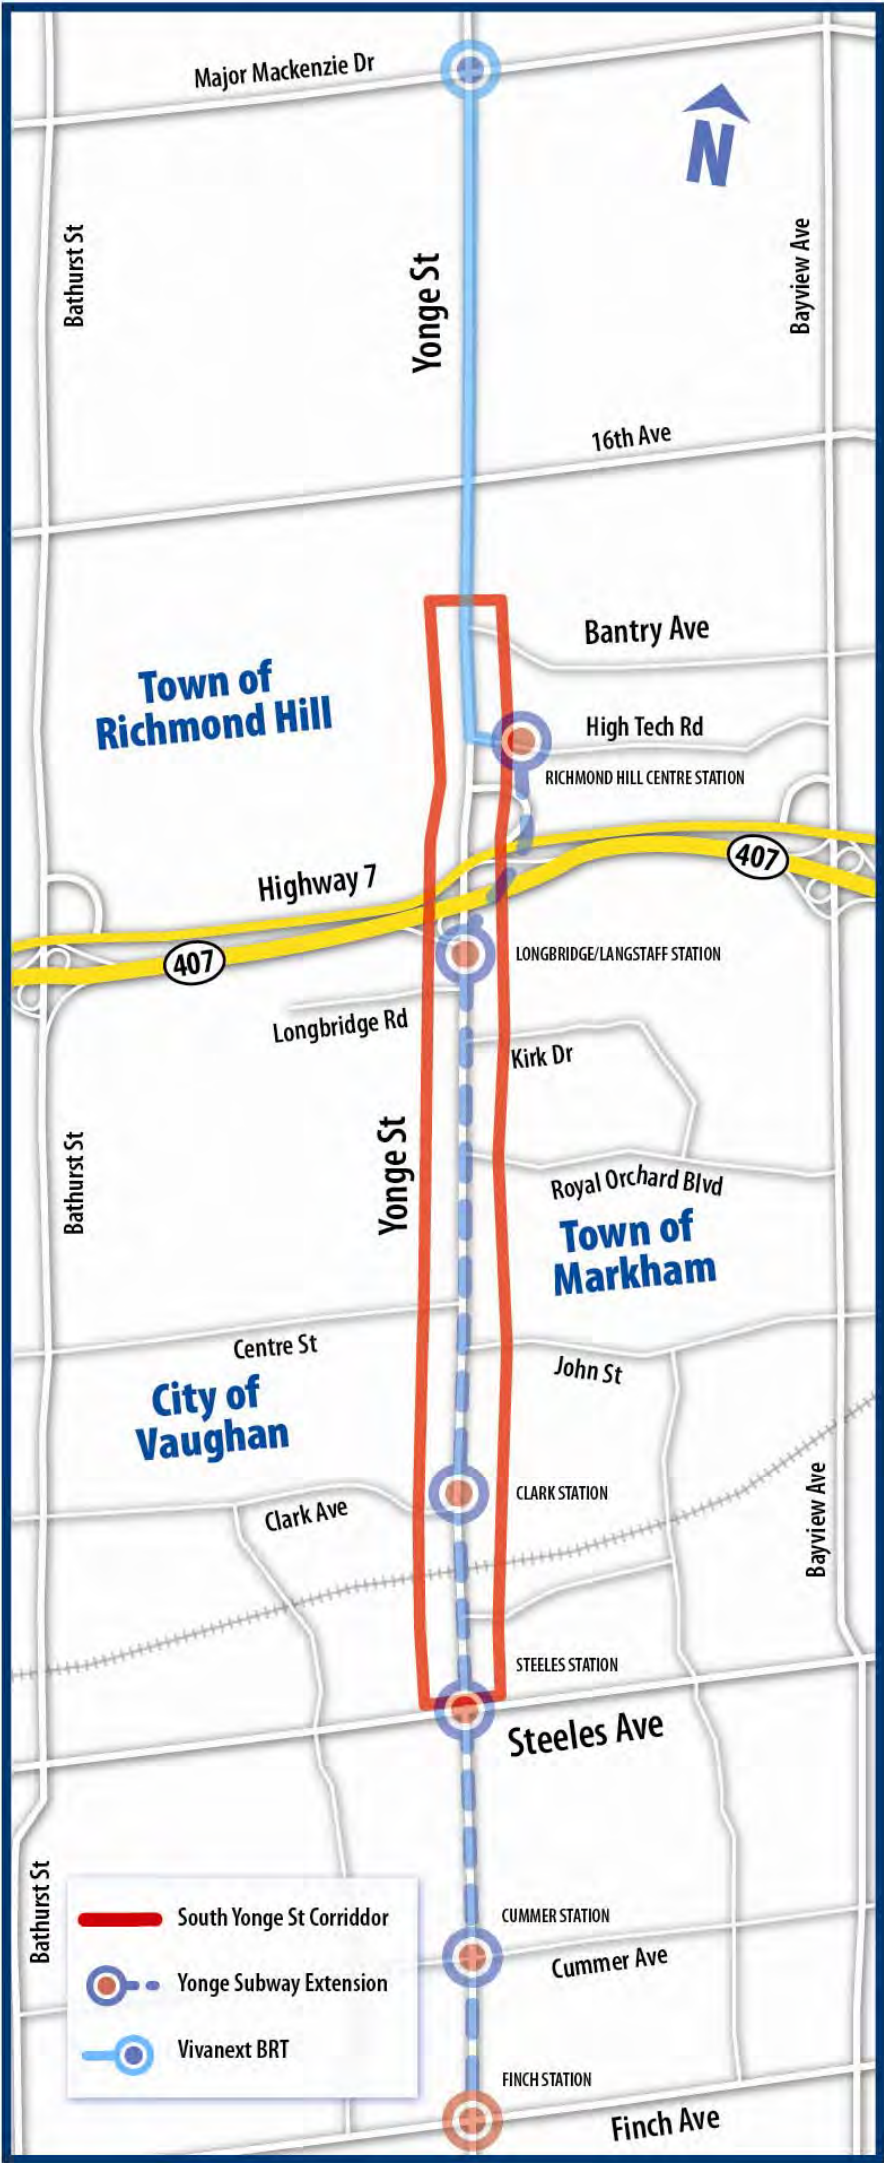 Major Mackenzie Dr
N
Bathurst St
Yonge St
Bayview Ave
16th Ave
Bantry Ave
Town of
Richmond Hill
High Tech Rd
RICHMOND HILL CENTRE STATION
407
Highway 7
407
LONGBRIDGE/LANGSTAFF STATION
Longbridge Rd
Kirk Dr
Bathurst St
Yonge St
Royal Orchard Blvd
Town of
Markham
Centre St
John St
City of
Vaughan
CLARK STATION
Clark Ave
Bayview Ave
STEELES STATION
Steeles Ave
Bathurst St
South Yonge St Corriddor
CUMMER STATION
Cummer Ave
Yonge Subway Extension
Vivanext BRT
FINCH STATION
Finch Ave